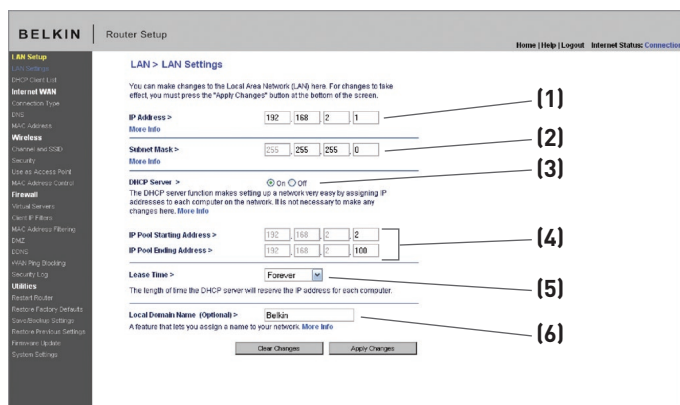 BELKIN Router Setup
Home | Help | Logout Internet Status: Connection
LAN Setup
LAN Settings
DHCP Client List
Internet WAN
Connection Type
DNS
MAC Address
Wireless
Channel and SSID
Security
Use as Access Point
MAC Address Control
Firewall
Virtual Servers
Client IP Filters
MAC Address Filtering
DMZ
DDNS
WAN Ping Blocking
Security Log
Utilities
Restart Router
Restore Factory Defaults
Save/Backup Settings
Restore Previous Settings
Firmware Update
System Settings
LAN > LAN Settings
You can make changes to the Local Area Network (LAN) here. For changes to take
effect, you must press the "Apply Changes" button at the bottom of the screen.
IP Address > 192 . 168 . 2 . 1 (1)
More Info
Subnet Mask > 255 . 255 . 255 . 0 (2)
More Info
DHCP Server > On Off (3)
The DHCP server function makes setting up a network very easy by assigning IP
addresses to each computer on the network. It is not necessary to make any
changes here. More Info
IP Pool Starting Address > 192 . 168 . 2 . 2
(4)
IP Pool Ending Address > 192 . 168 . 2 . 100
Lease Time > Forever (5)
The length of time the DHCP server will reserve the IP address for each computer.
Local Domain Name (Optional) > Belkin (6)
A feature that lets you assign a name to your network. More Info
Clear Changes Apply Changes